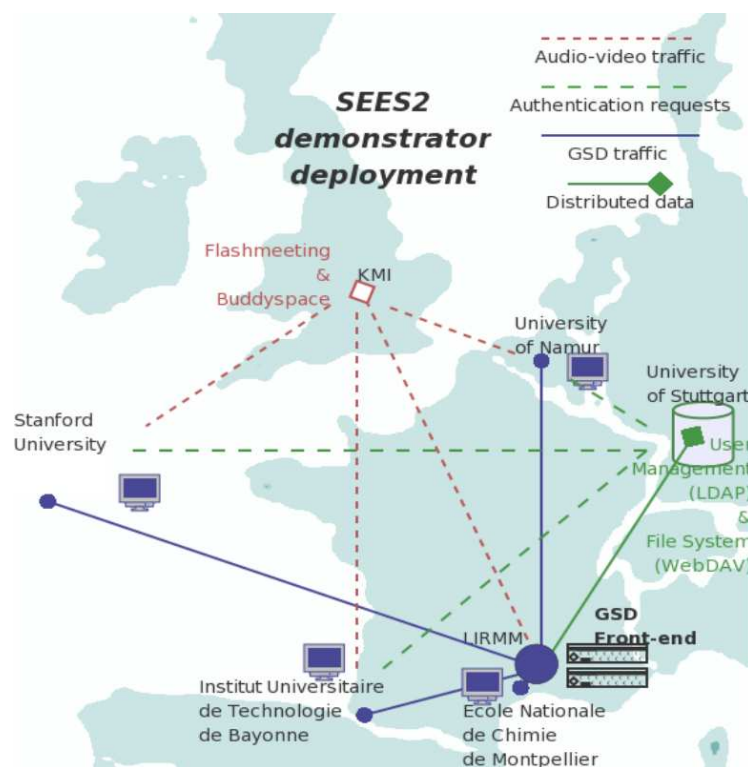 Audio-video traffic
SEES2
demonstrator
deployment
Authentication requests
GSD traffic
Distributed data
Flashmeeting
&
Buddyspace
KMI
University
of Namur
University
of Stuttgart
Stanford
University
User
Management
(LDAP)
&
File System
(WebDAV)
GSD
Front-end
LIRMM
Institut Universitaire
de Technologie
de Bayonne
Ecole Nationale
de Chimie
de Montpellier